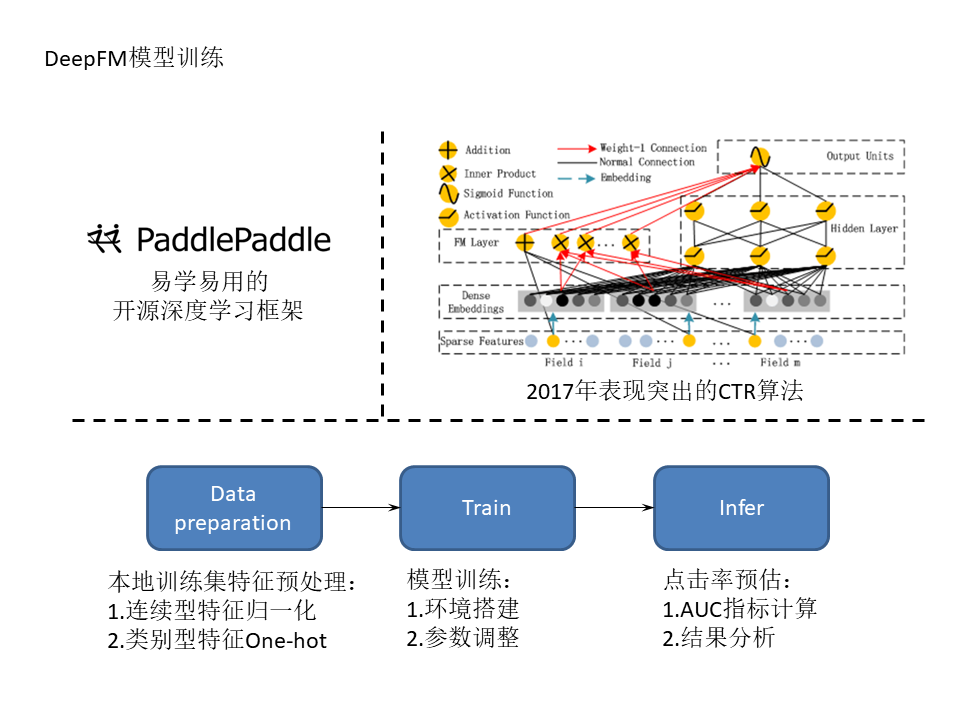 DeepFM模型训练
PaddlePaddle
易学易用的
开源深度学习框架
Addition
Inner Product
Sigmoid Function
Activation Function
Weight-1 Connection
Normal Connection
Embedding
Output Units
Hidden Layer
FM Layer
Dense
Embeddings
...
Sparse Features
Field i
Field j
...
Field m
2017年表现突出的CTR算法
Data
preparation
Train
Infer
本地训练集特征预处理：
1.连续型特征归一化
2.类别型特征One-hot
模型训练：
1.环境搭建
2.参数调整
点击率预估：
1.AUC指标计算
2.结果分析